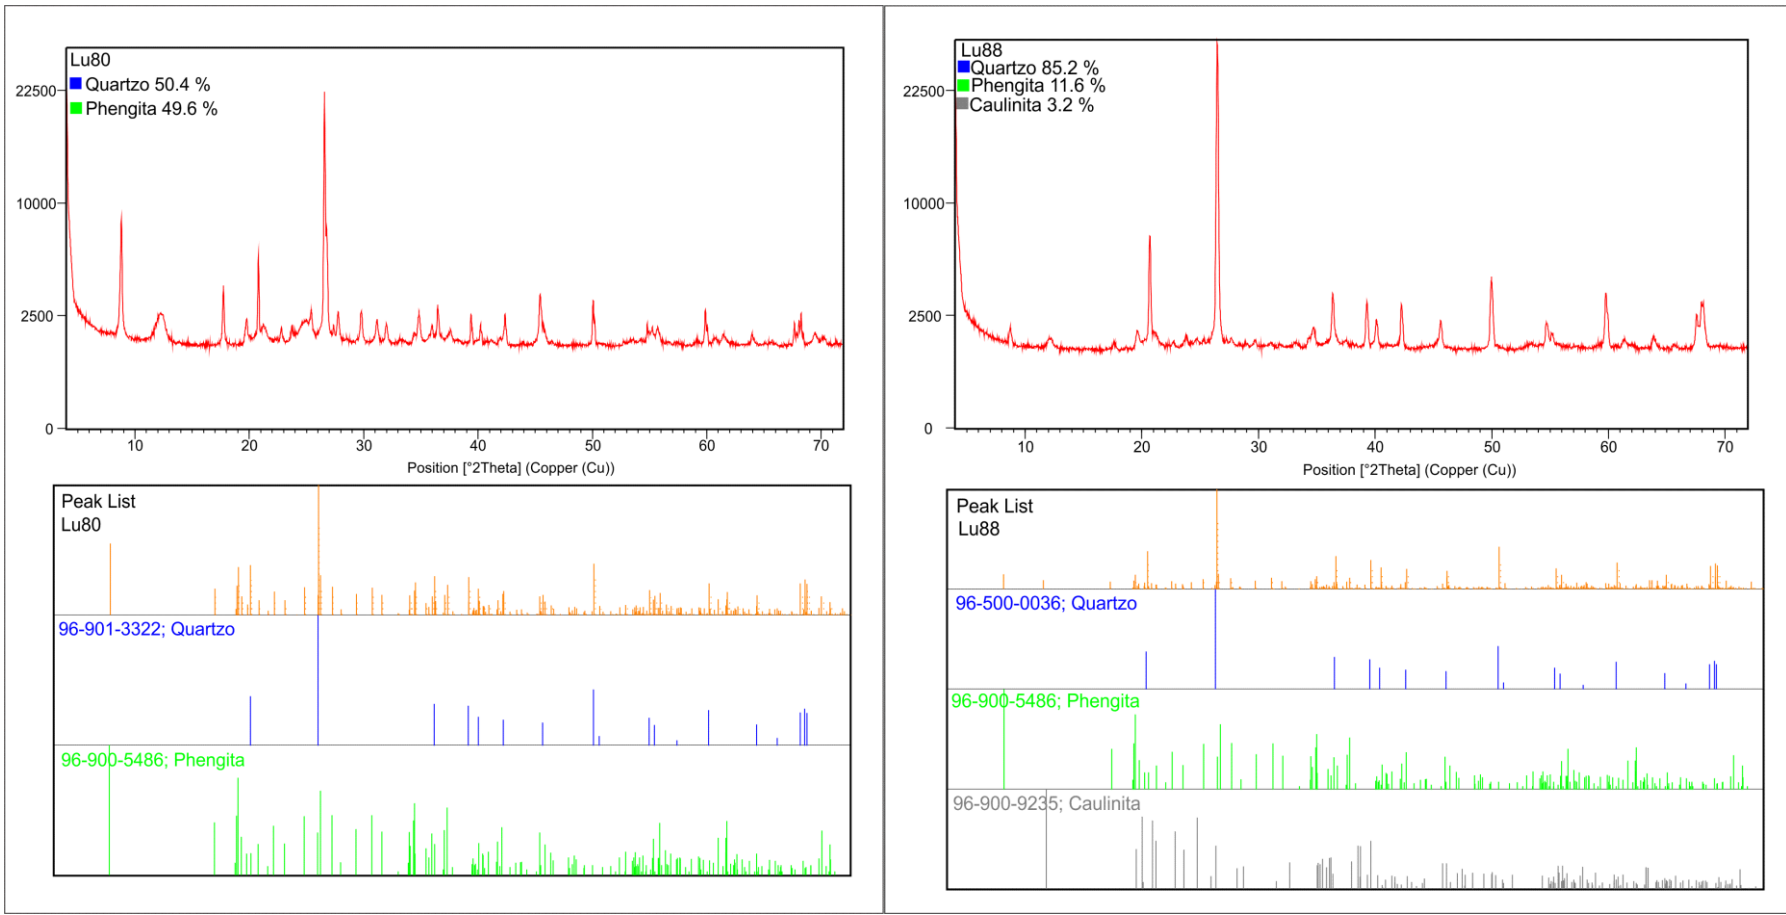 Lu80
Quartzo 50.4 %
Phengita 49.6 %
22500
10000
2500
0
10 20 30 40 50 60 70
Position [°2Theta] (Copper (Cu))
Peak List
Lu80
96-901-3322; Quartzo
96-900-5486; Phengita
Lu88
Quartzo 85.2 %
Phengita 11.6 %
Caulinita 3.2 %
22500
10000
2500
0
10 20 30 40 50 60 70
Position [°2Theta] (Copper (Cu))
Peak List
Lu88
96-500-0036; Quartzo
96-900-5486; Phengita
96-900-9235; Caulinita